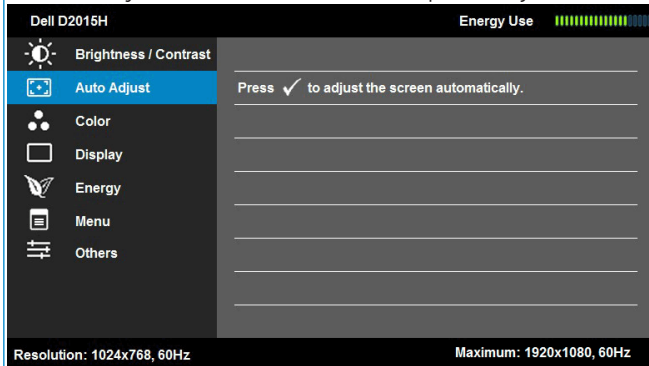 Dell D2015H Energy Use
Brightness / Contrast
Auto Adjust Press ✓ to adjust the screen automatically.
Color
Display
Energy
Menu
Others
Resolution: 1024x768, 60Hz Maximum: 1920x1080, 60Hz